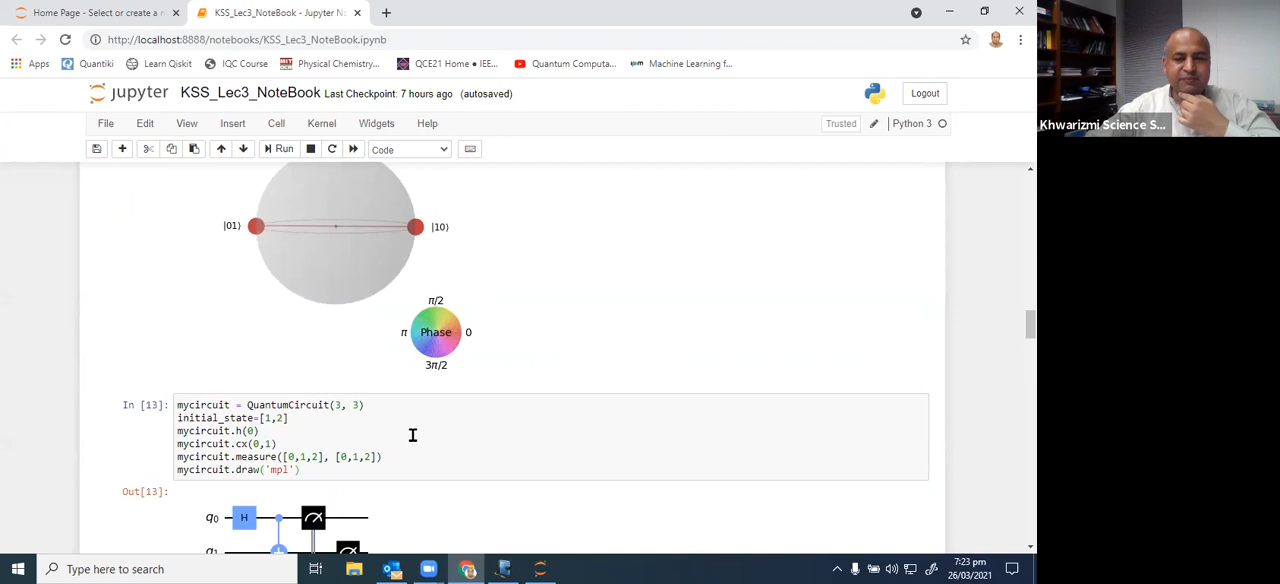 Home Page - Select or create a n
KSS_Lec3_NoteBook - Jupyter No
http://localhost:8888/notebooks/KSS_Lec3_NoteBook.ipynb
Apps
Quantiki
Learn Qiskit
IQC Course
Physical Chemistry...
QCE21 Home ● IEE...
Quantum Computa...
Machine Learning f...
jupyter KSS_Lec3_NoteBook Last Checkpoint: 7 hours ago (autosaved)
Logout
File Edit View Insert Cell Kernel Widgets Help
Trusted
Python 3
Run
Code
|01⟩
|10⟩
π/2
π Phase 0
3π/2
In [13]: mycircuit = QuantumCircuit(3, 3)
initial_state=[1,2]
mycircuit.h(0)
mycircuit.cx(0,1)
mycircuit.measure([0,1,2], [0,1,2])
mycircuit.draw('mpl')
Out[13]:
q0
H
q1
Khwarizmi Science S...
Type here to search
7:23 pm
26/03/2021